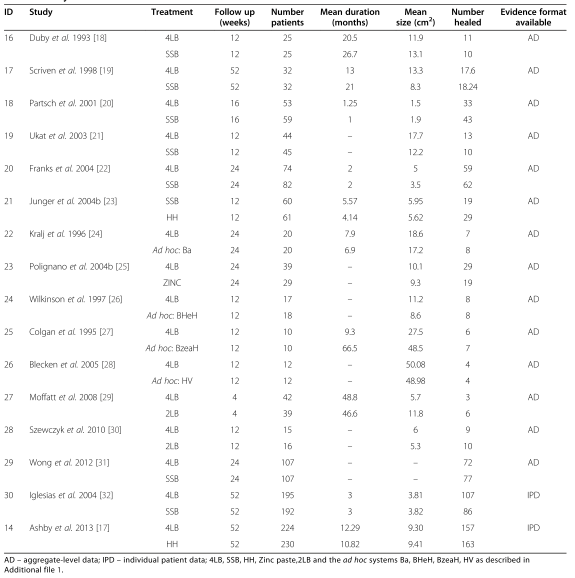 ID Study Treatment Follow up (weeks) Number patients Mean duration (months) Mean size (cm2) Number healed Evidence format available
16 Duby et al. 1993 [18] 4LB 12 25 20.5 11.9 11 AD
SSB 12 25 26.7 13.1 10
17 Scriven et al. 1998 [19] 4LB 52 32 13 13.3 17.6 AD
SSB 52 32 21 8.3 18.24
18 Partsch et al. 2001 [20] 4LB 16 53 1.25 1.5 33 AD
SSB 16 59 1 1.9 43
19 Ukat et al. 2003 [21] 4LB 12 44 – 17.7 13 AD
SSB 12 45 – 12.2 10
20 Franks et al. 2004 [22] 4LB 24 74 2 5 59 AD
SSB 24 82 2 3.5 62
21 Junger et al. 2004b [23] SSB 12 60 5.57 5.95 19 AD
HH 12 61 4.14 5.62 29
22 Kralj et al. 1996 [24] 4LB 24 20 7.9 18.6 7 AD
Ad hoc: Ba 24 20 6.9 17.2 8
23 Polignano et al. 2004b [25] 4LB 24 39 – 10.1 29 AD
ZINC 24 29 – 9.3 19
24 Wilkinson et al. 1997 [26] 4LB 12 17 – 11.2 8 AD
Ad hoc: BHeH 12 18 – 8.6 8
25 Colgan et al. 1995 [27] 4LB 12 10 9.3 27.5 6 AD
Ad hoc: BzeaH 12 10 66.5 48.5 7
26 Blecken et al. 2005 [28] 4LB 12 12 – 50.08 4 AD
Ad hoc: HV 12 12 – 48.98 4
27 Moffatt et al. 2008 [29] 4LB 4 42 48.8 5.7 3 AD
2LB 4 39 46.6 11.8 6
28 Szewczyk et al. 2010 [30] 4LB 12 15 – 6 9 AD
2LB 12 16 – 5.3 10
29 Wong et al. 2012 [31] 4LB 24 107 – – 72 AD
SSB 24 107 – – 77
30 Iglesias et al. 2004 [32] 4LB 52 195 3 3.81 107 IPD
SSB 52 192 3 3.82 86
14 Ashby et al. 2013 [17] 4LB 52 224 12.29 9.30 157 IPD
HH 52 230 10.82 9.41 163
AD – aggregate-level data; IPD – individual patient data; 4LB, SSB, HH, Zinc paste,2LB and the ad hoc systems Ba, BHeH, BzeaH, HV as described in
Additional file 1.